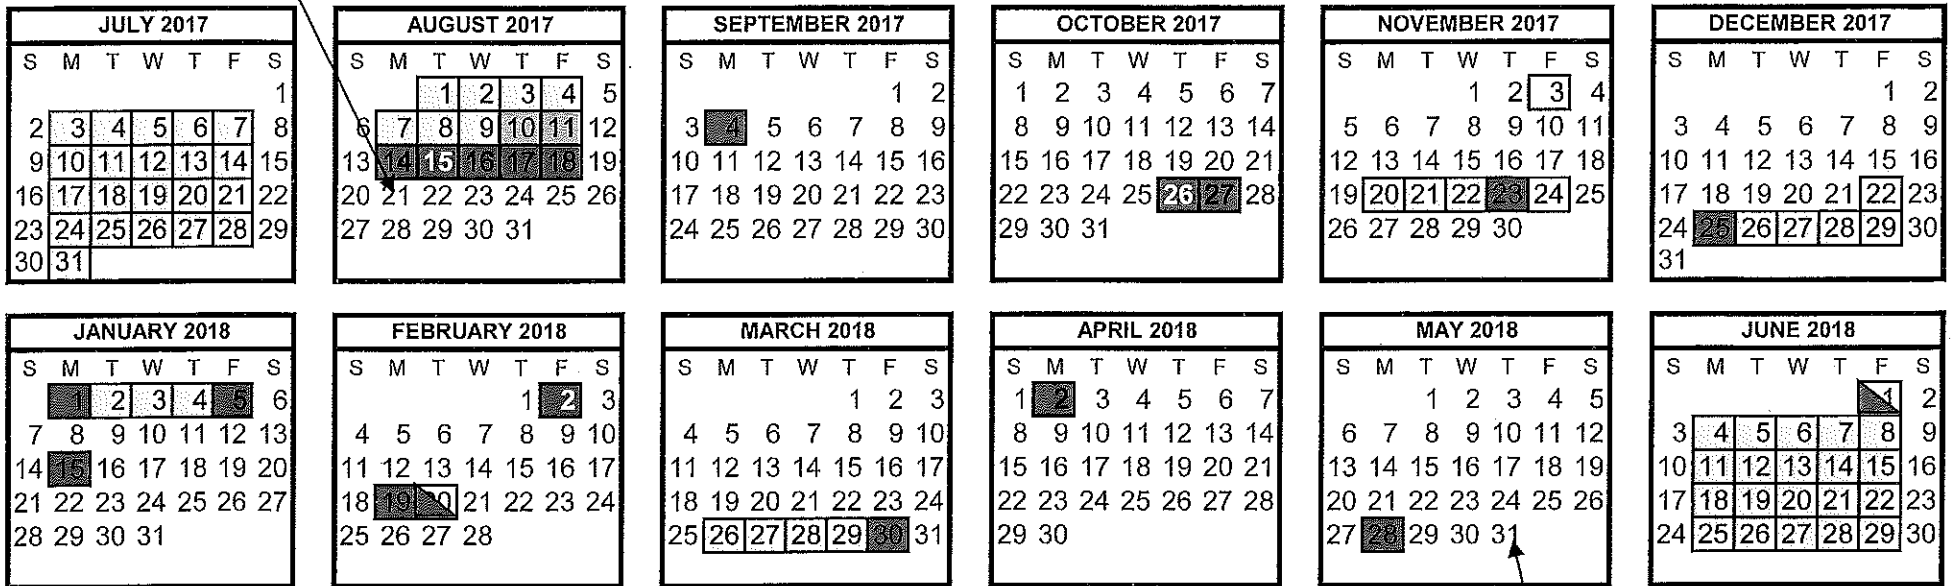 JULY 2017
S M T W T F S
1
2 3 4 5 6 7 8
9 10 11 12 13 14 15
16 17 18 19 20 21 22
23 24 25 26 27 28 29
30 31
AUGUST 2017
S M T W T F S
1 2 3 4 5
6 7 8 9 10 11 12
13 14 15 16 17 18 19
20 21 22 23 24 25 26
27 28 29 30 31
SEPTEMBER 2017
S M T W T F S
1 2
3 4 5 6 7 8 9
10 11 12 13 14 15 16
17 18 19 20 21 22 23
24 25 26 27 28 29 30
OCTOBER 2017
S M T W T F S
1 2 3 4 5 6 7
8 9 10 11 12 13 14
15 16 17 18 19 20 21
22 23 24 25 26 27 28
29 30 31
NOVEMBER 2017
S M T W T F S
1 2 3 4
5 6 7 8 9 10 11
12 13 14 15 16 17 18
19 20 21 22 23 24 25
26 27 28 29 30
DECEMBER 2017
S M T W T F S
1 2
3 4 5 6 7 8 9
10 11 12 13 14 15 16
17 18 19 20 21 22 23
24 25 26 27 28 29 30
31
JANUARY 2018
S M T W T F S
1 2 3 4 5 6
7 8 9 10 11 12 13
14 15 16 17 18 19 20
21 22 23 24 25 26 27
28 29 30 31
FEBRUARY 2018
S M T W T F S
1 2 3
4 5 6 7 8 9 10
11 12 13 14 15 16 17
18 19 20 21 22 23 24
25 26 27 28
MARCH 2018
S M T W T F S
1 2 3
4 5 6 7 8 9 10
11 12 13 14 15 16 17
18 19 20 21 22 23 24
25 26 27 28 29 30 31
APRIL 2018
S M T W T F S
1 2 3 4 5 6 7
8 9 10 11 12 13 14
15 16 17 18 19 20 21
22 23 24 25 26 27 28
29 30
MAY 2018
S M T W T F S
1 2 3 4 5
6 7 8 9 10 11 12
13 14 15 16 17 18 19
20 21 22 23 24 25 26
27 28 29 30 31
JUNE 2018
S M T W T F S
1 2
3 4 5 6 7 8 9
10 11 12 13 14 15 16
17 18 19 20 21 22 23
24 25 26 27 28 29 30